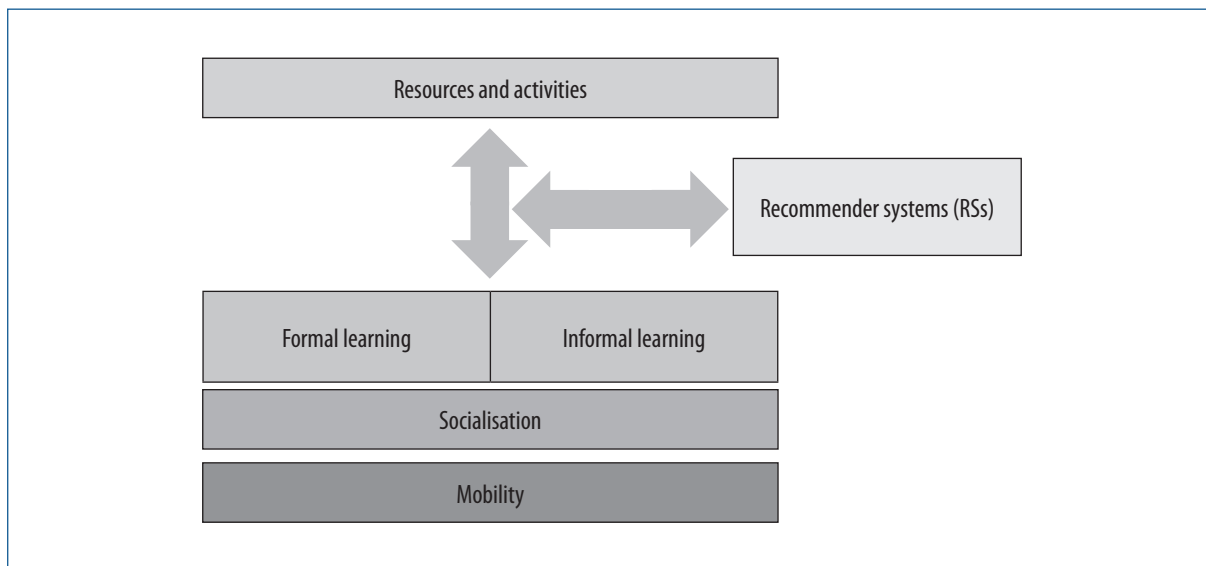 Resources and activities
Recommender systems (RSs)
Formal learning
Informal learning
Socialisation
Mobility